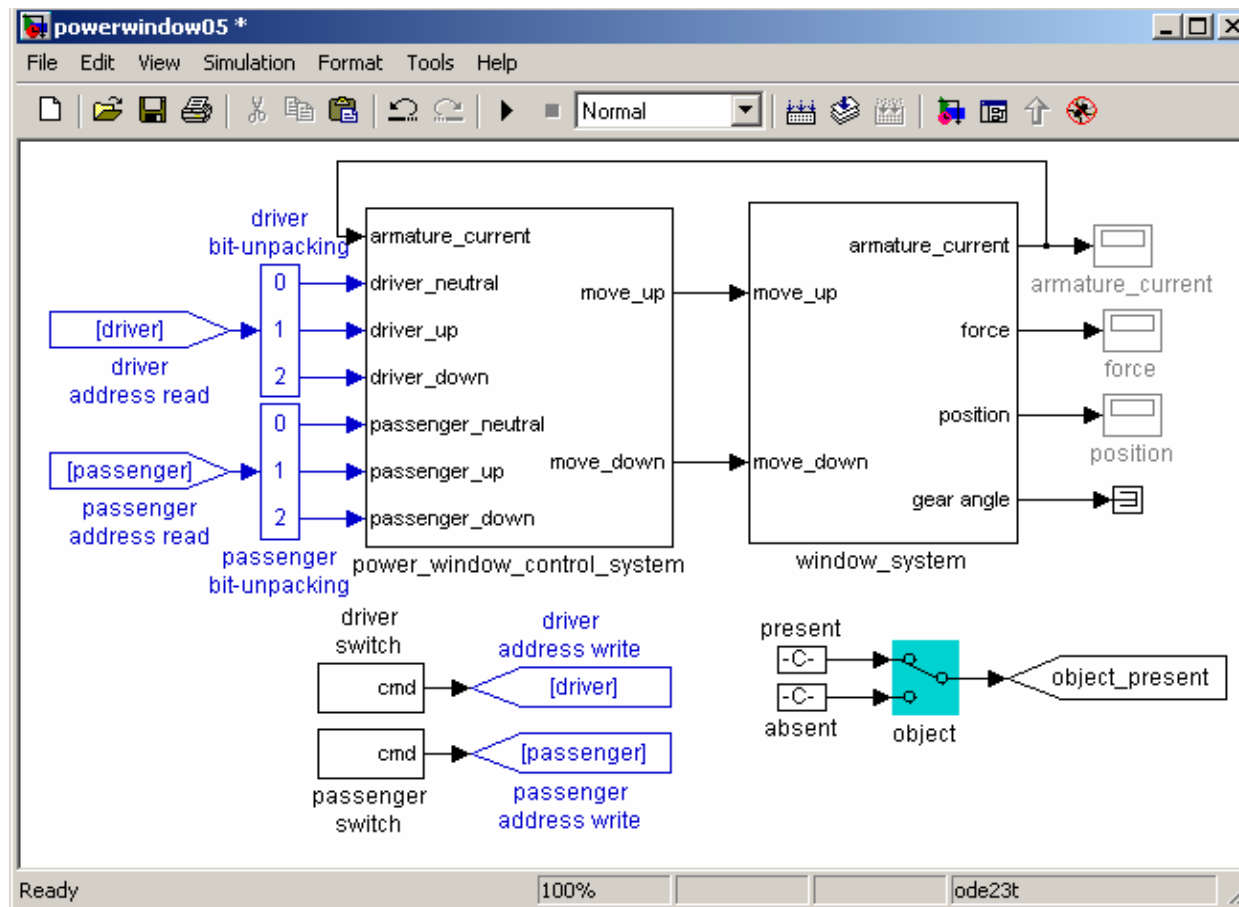 powerwindow05 *
File Edit View Simulation Format Tools Help
Normal
driver
bit-unpacking
0
1
2
[driver]
driver
address read
0
1
2
[passenger]
passenger
address read
passenger
bit-unpacking
armature_current
driver_neutral
driver_up
driver_down
passenger_neutral
passenger_up
passenger_down
move_up
move_down
power_window_control_system
move_up
move_down
armature_current
force
position
gear angle
window_system
armature_current
force
position
driver
switch
cmd
driver
address write
[driver]
cmd
passenger
switch
[passenger]
passenger
address write
present
-C-
-C-
absent
object
object_present
Ready 100% ode23t